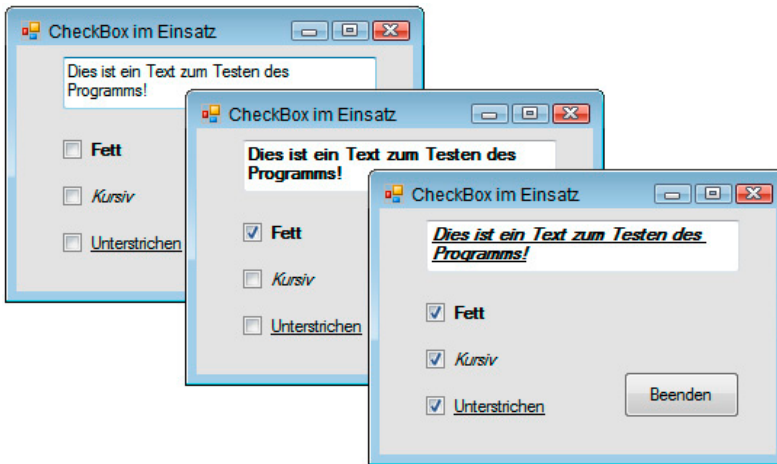 CheckBox im Einsatz
Dies ist ein Text zum Testen des
Programms!
Fett
Kursiv
Unterstrichen
CheckBox im Einsatz
Dies ist ein Text zum Testen des
Programms!
Fett
Kursiv
Unterstrichen
CheckBox im Einsatz
Dies ist ein Text zum Testen des
Programms!
Fett
Kursiv
Unterstrichen
Beenden